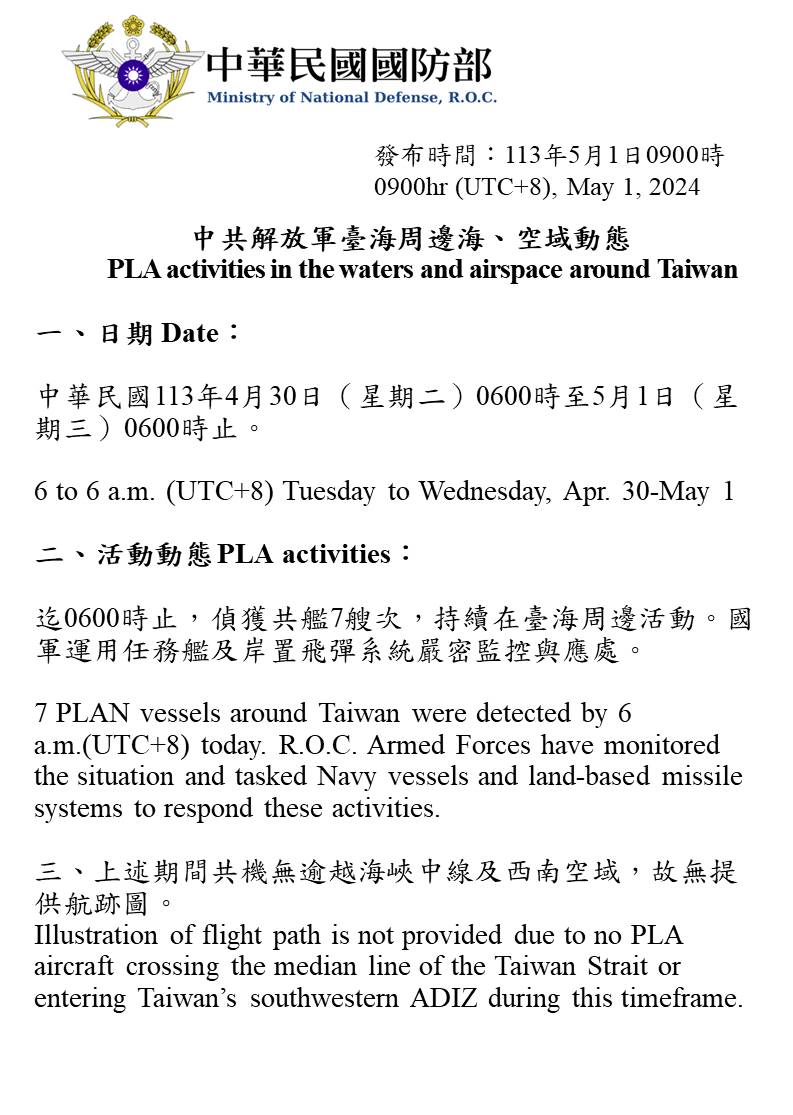 中華民國國防部
Ministry of National Defense, R.O.C.
發布時間：113年5月1日0900時
0900hr (UTC+8), May 1, 2024
中共解放軍臺海周邊海、空域動態
PLA activities in the waters and airspace around Taiwan
一、日期 Date：
中華民國113年4月30日（星期二）0600時至5月1日（星
期三）0600時止。
6 to 6 a.m. (UTC+8) Tuesday to Wednesday, Apr. 30-May 1
二、活動動態 PLA activities：
迄0600時止，偵獲共艦7艘次，持續在臺海周邊活動。國
軍運用任務艦及岸置飛彈系統嚴密監控與應處。
7 PLAN vessels around Taiwan were detected by 6
a.m.(UTC+8) today. R.O.C. Armed Forces have monitored
the situation and tasked Navy vessels and land-based missile
systems to respond these activities.
三、上述期間共機無逾越海峽中線及西南空域，故無提
供航跡圖。
Illustration of flight path is not provided due to no PLA
aircraft crossing the median line of the Taiwan Strait or
entering Taiwan’s southwestern ADIZ during this timeframe.